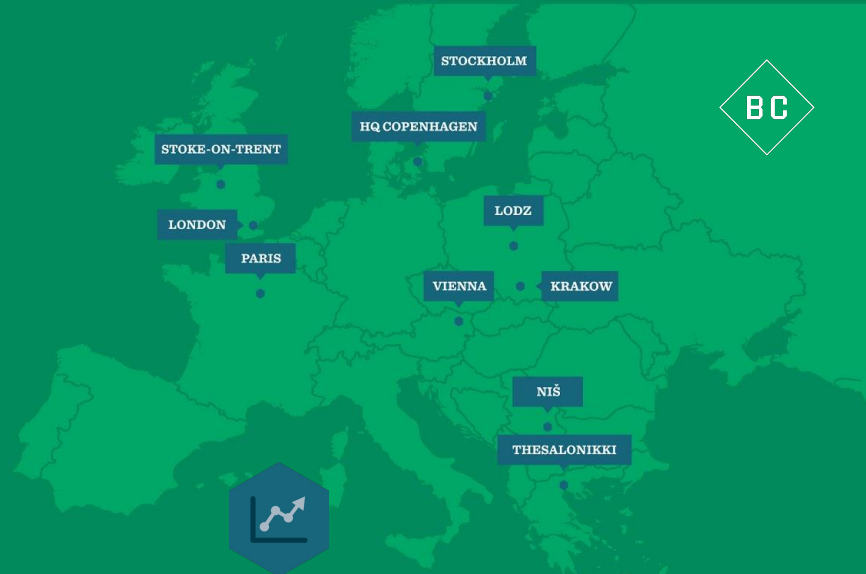 STOCKHOLM
BC
HQ COPENHAGEN
STOKE-ON-TRENT
LODZ
LONDON
PARIS
VIENNA
KRAKOW
NIŠ
THESALONIKKI